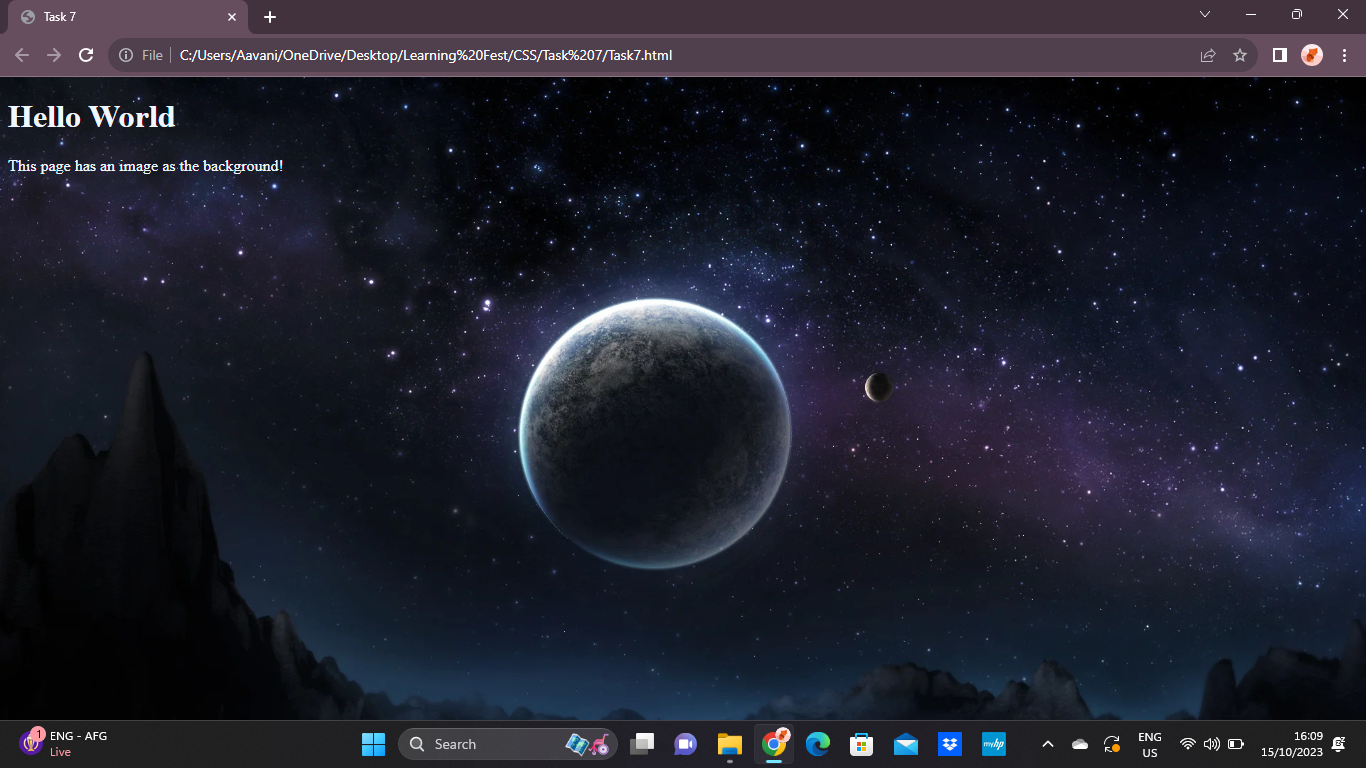 Task 7
File
C:/Users/Aavani/OneDrive/Desktop/Learning%20Fest/CSS/Task%207/Task7.html
Hello World
This page has an image as the background!
1
ENG - AFG
Live
Search
myhp
ENG
US
16:09
15/10/2023